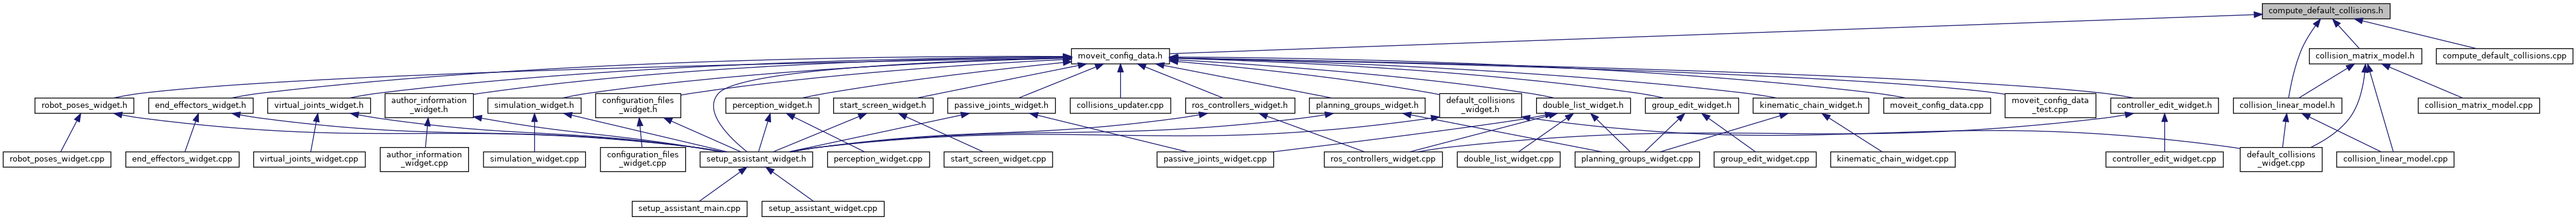 compute_default_collisions.h
moveit_config_data.h
collision_matrix_model.h
compute_default_collisions.cpp
robot_poses_widget.h
end_effectors_widget.h
virtual_joints_widget.h
author_information
_widget.h
simulation_widget.h
configuration_files
_widget.h
perception_widget.h
start_screen_widget.h
passive_joints_widget.h
collisions_updater.cpp
ros_controllers_widget.h
planning_groups_widget.h
default_collisions
_widget.h
double_list_widget.h
group_edit_widget.h
kinematic_chain_widget.h
moveit_config_data.cpp
moveit_config_data
_test.cpp
controller_edit_widget.h
collision_linear_model.h
collision_matrix_model.cpp
robot_poses_widget.cpp
end_effectors_widget.cpp
virtual_joints_widget.cpp
author_information
_widget.cpp
simulation_widget.cpp
configuration_files
_widget.cpp
setup_assistant_widget.h
perception_widget.cpp
start_screen_widget.cpp
passive_joints_widget.cpp
ros_controllers_widget.cpp
double_list_widget.cpp
planning_groups_widget.cpp
group_edit_widget.cpp
kinematic_chain_widget.cpp
controller_edit_widget.cpp
default_collisions
_widget.cpp
collision_linear_model.cpp
setup_assistant_main.cpp
setup_assistant_widget.cpp